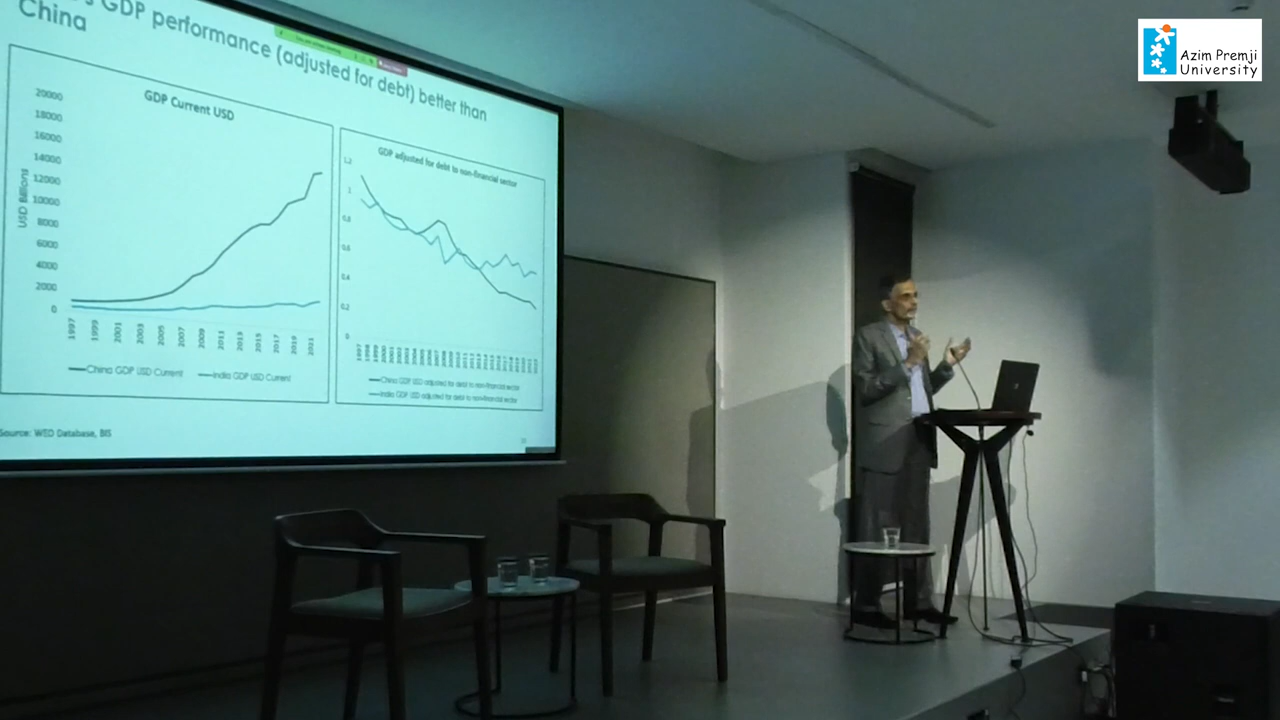 GDP performance (adjusted for debt) better than
China
GDP Current USD
USD Billions
20000
18000
16000
14000
12000
10000
8000
6000
4000
2000
0
1997
1999
2001
2003
2005
2007
2009
2011
2013
2015
2017
2019
2021
China GDP USD Current
India GDP USD Current
GDP adjusted for debt to non-financial sector
1.2
1
0.8
0.6
0.4
0.2
0
China GDP USD adjusted for debt to non-financial sector
India GDP USD adjusted for debt to non-financial sector
Source: WEO Database, BIS
Azim Premji
University